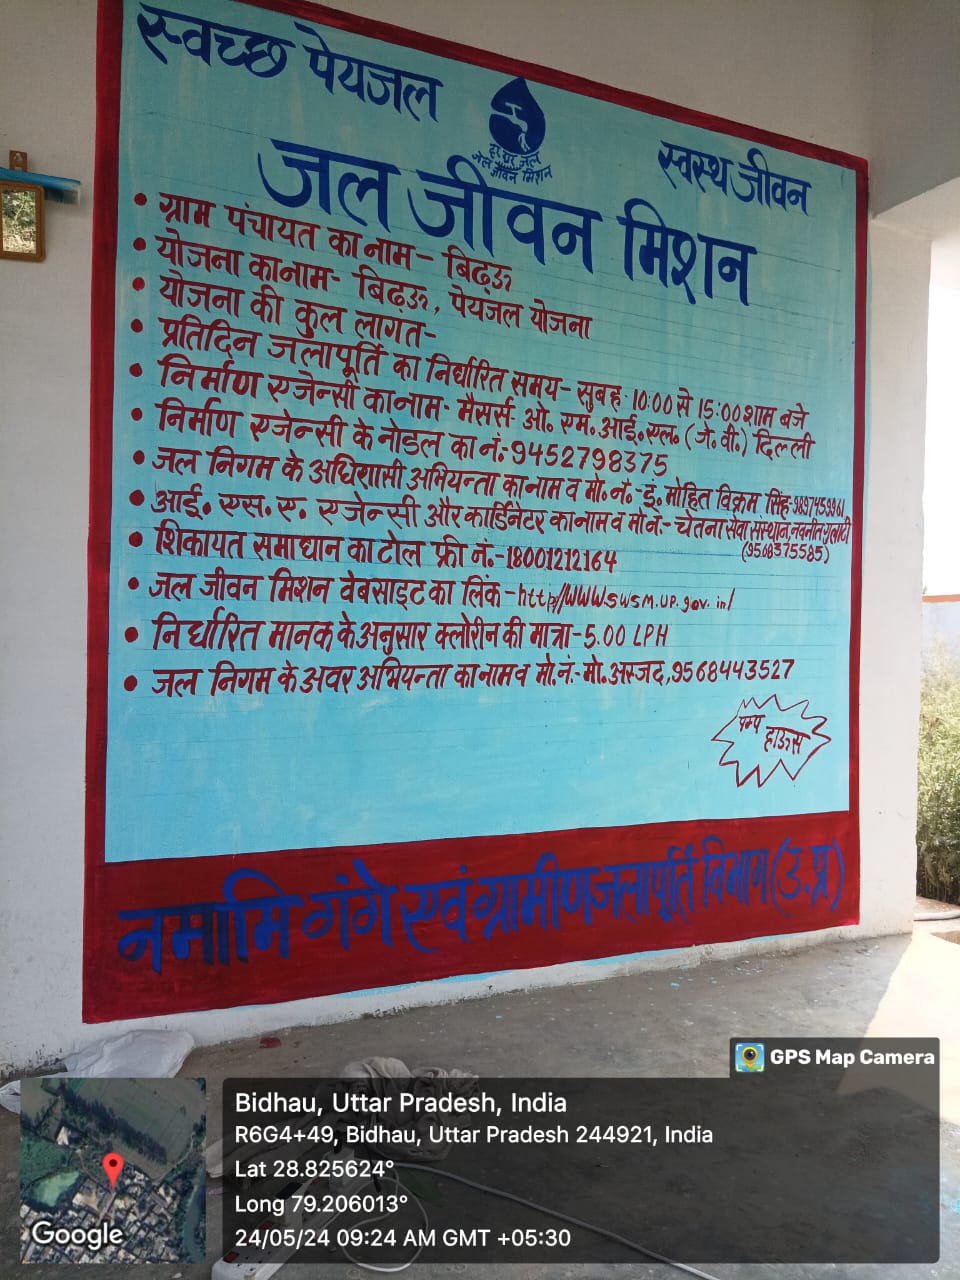 स्वच्छ पेयजल
हर घर जल
जल जीवन मिशन
स्वस्थ जीवन
जल जीवन मिशन
• ग्राम पंचायत का नाम - बिढ़ऊ
• योजना का नाम - बिढ़ऊ, पेयजल योजना
• योजना की कुल लागत -
• प्रतिदिन जलापूर्ति का निर्धारित समय - सुबह 10:00 से 15:00 शाम बजे
• निर्माण एजेन्सी का नाम - मैसर्स ओ. एम. आई. एल. (जे. वी.) दिल्ली
• निर्माण एजेन्सी के नोडल का नं. - 9452798375
• जल निगम के अधिशासी अभियन्ता का नाम व मो. नं. - इं. मोहित विक्रम सिंह - 9897459961
• आई. एस. ए. एजेन्सी और कार्डिनेटर का नाम व मो नं. - चेतना सेवा संस्थान, नवनीत गुलाटी
(9568375585)
• शिकायत समाधान का टोल फ्री नं. - 18001212164
• जल जीवन मिशन वेबसाइट का लिंक - http://www.swsm.up.gov.in/
• निर्धारित मानक के अनुसार क्लोरीन की मात्रा - 5.00 LPH
• जल निगम के अवर अभियन्ता का नाम व मो. नं. - मो. अरजद, 9568443527
पम्प
हाऊस
नमामि गंगे एवं ग्रामीण जलापूर्ति विभाग (उ.प्र)
GPS Map Camera
Bidhau, Uttar Pradesh, India
R6G4+49, Bidhau, Uttar Pradesh 244921, India
Lat 28.825624°
Long 79.206013°
24/05/24 09:24 AM GMT +05:30
Google